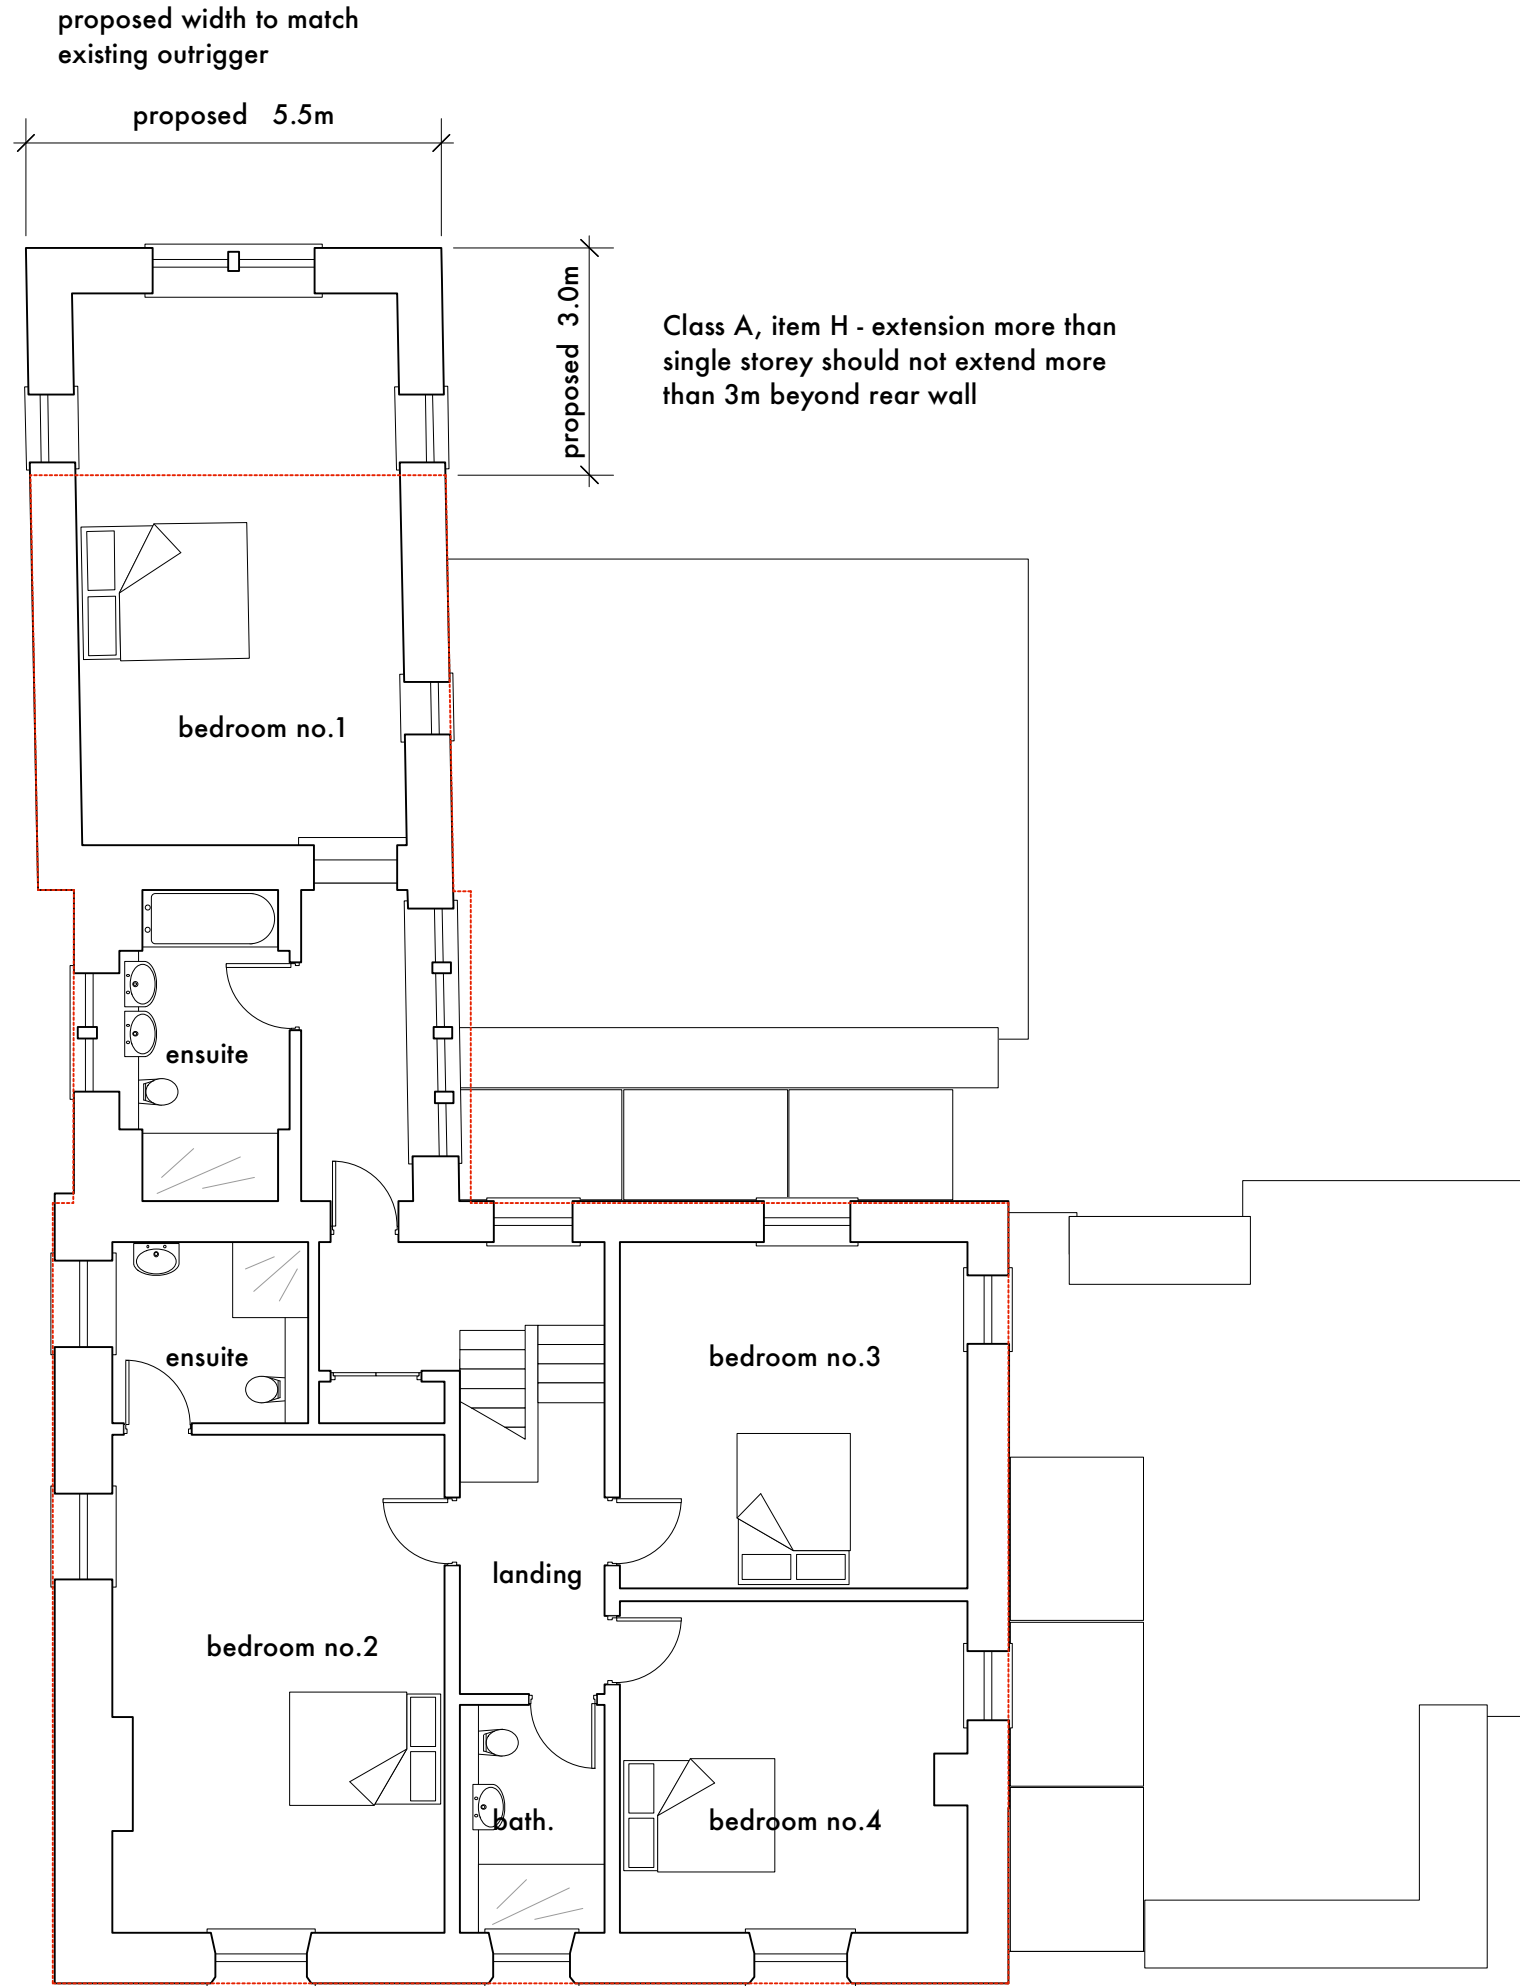 proposed width to match
existing outrigger
proposed 5.5m
proposed 3.0m
Class A, item H - extension more than
single storey should not extend more
than 3m beyond rear wall
bedroom no.1
ensuite
ensuite
bedroom no.3
landing
bedroom no.2
bath.
bedroom no.4